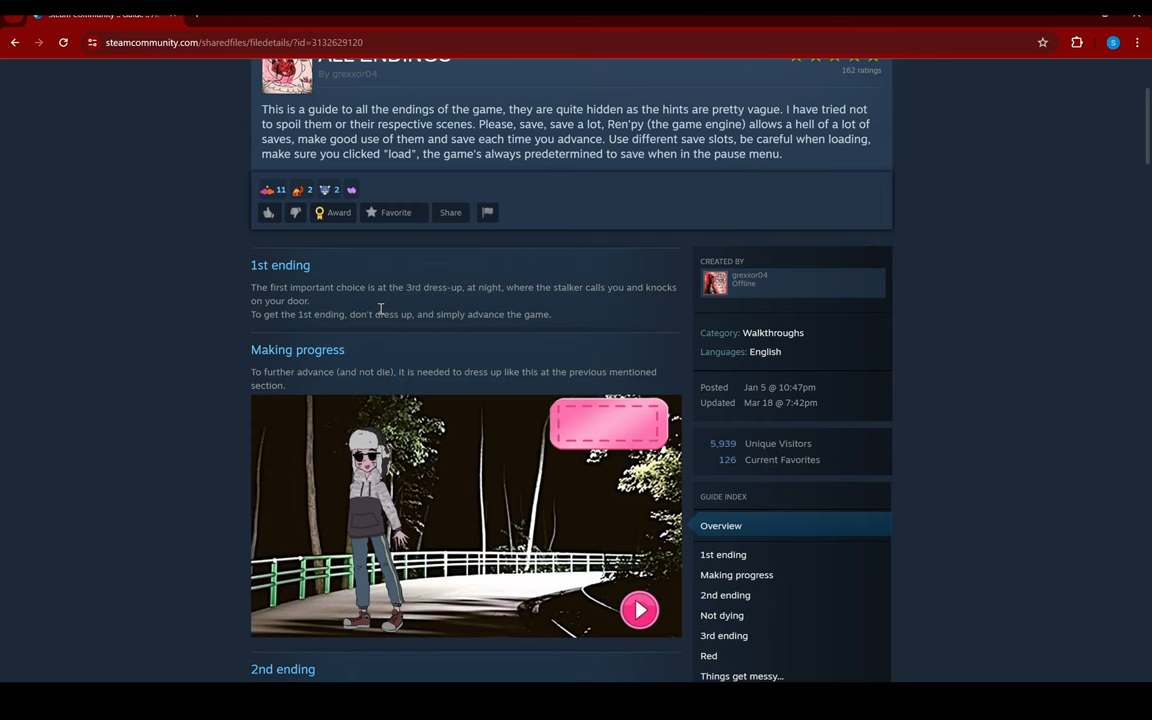 steamcommunity.com/sharedfiles/filedetails/?id=3132629120
S
ALL ENDINGS
By grexxor04
162 ratings
This is a guide to all the endings of the game, they are quite hidden as the hints are pretty vague. I have tried not
to spoil them or their respective scenes. Please, save, save a lot, Ren'py (the game engine) allows a hell of a lot of
saves, make good use of them and save each time you advance. Use different save slots, be careful when loading,
make sure you clicked "load", the game's always predetermined to save when in the pause menu.
11 2 2
Award Favorite Share
1st ending
The first important choice is at the 3rd dress-up, at night, where the stalker calls you and knocks
on your door.
To get the 1st ending, don't dress up, and simply advance the game.
Making progress
To further advance (and not die), it is needed to dress up like this at the previous mentioned
section.
2nd ending
CREATED BY
grexxor04
Offline
Category: Walkthroughs
Languages: English
Posted Jan 5 @ 10:47pm
Updated Mar 18 @ 7:42pm
5,939 Unique Visitors
126 Current Favorites
GUIDE INDEX
Overview
1st ending
Making progress
2nd ending
Not dying
3rd ending
Red
Things get messy...